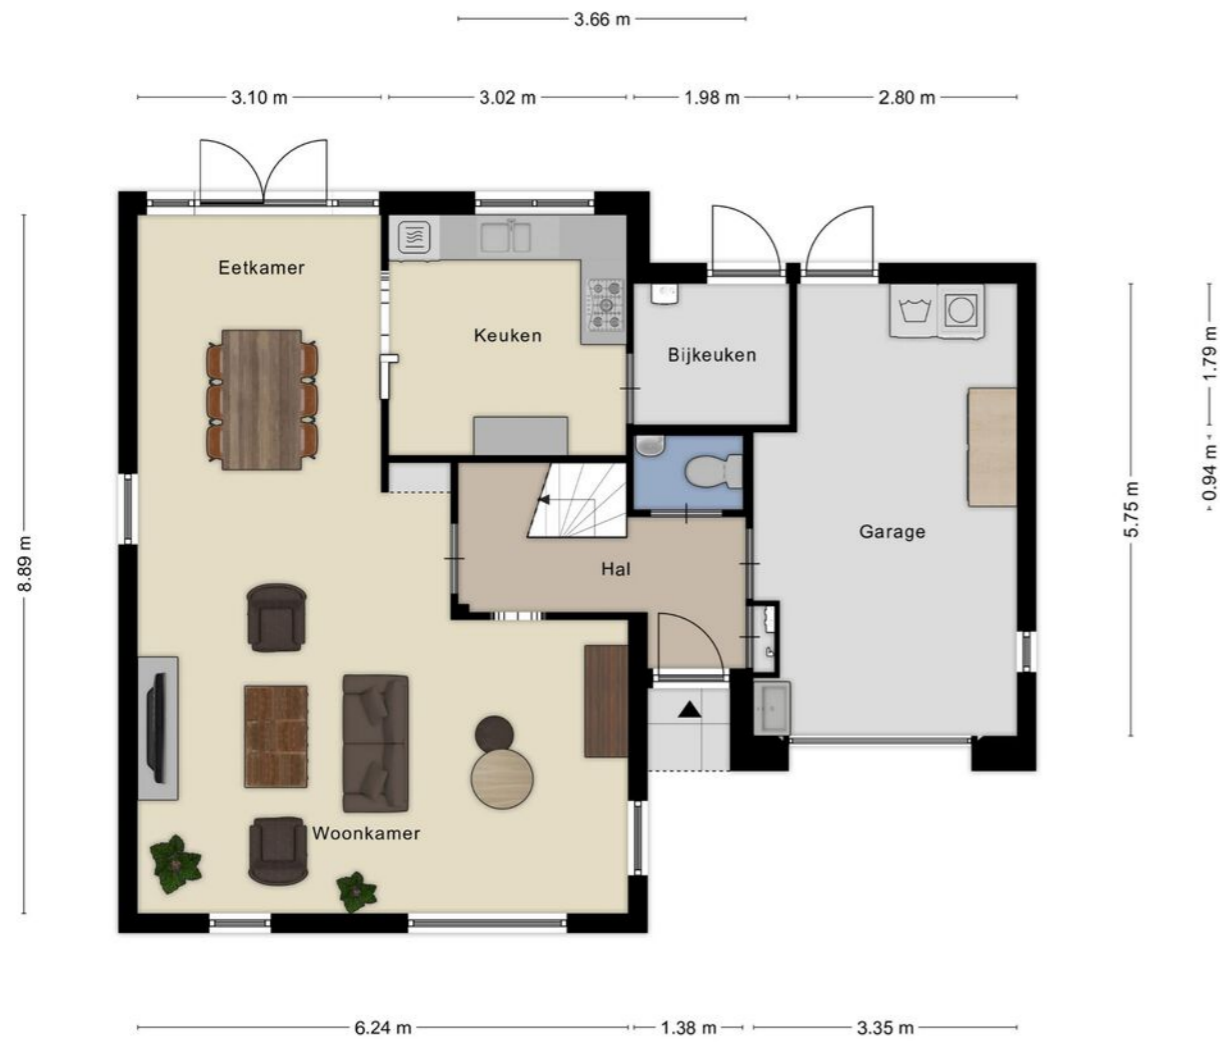 3.66 m
3.10 m
3.02 m
1.98 m
2.80 m
Eetkamer
Keuken
Bijkeuken
1.79 m
0.94 m
5.75 m
8.89 m
Garage
Hal
Woonkamer
6.24 m
1.38 m
3.35 m